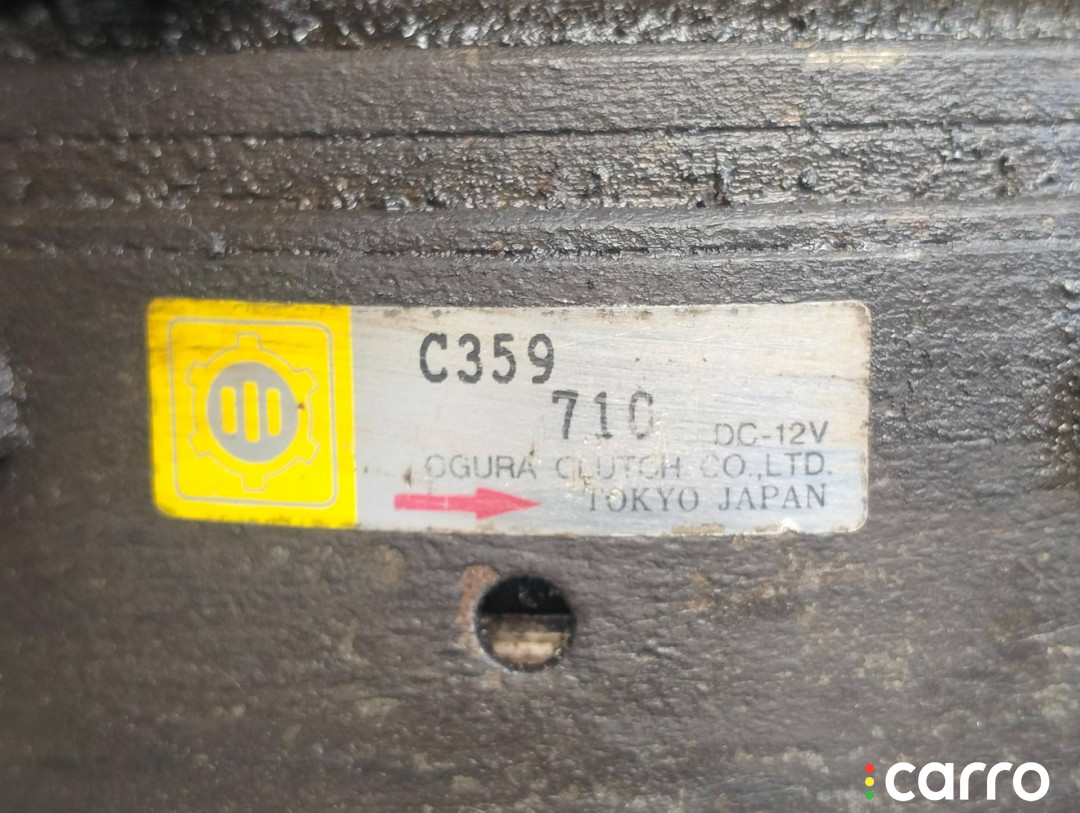 C359
710
DC-12V
OGURA CLUTCH CO.,LTD.
TOKYO JAPAN
carro